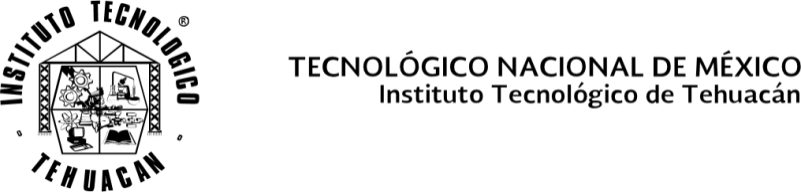 INSTITUTO TECNOLOGICO ®
TEHUACAN
TECNOLÓGICO NACIONAL DE MÉXICO
Instituto Tecnológico de Tehuacán